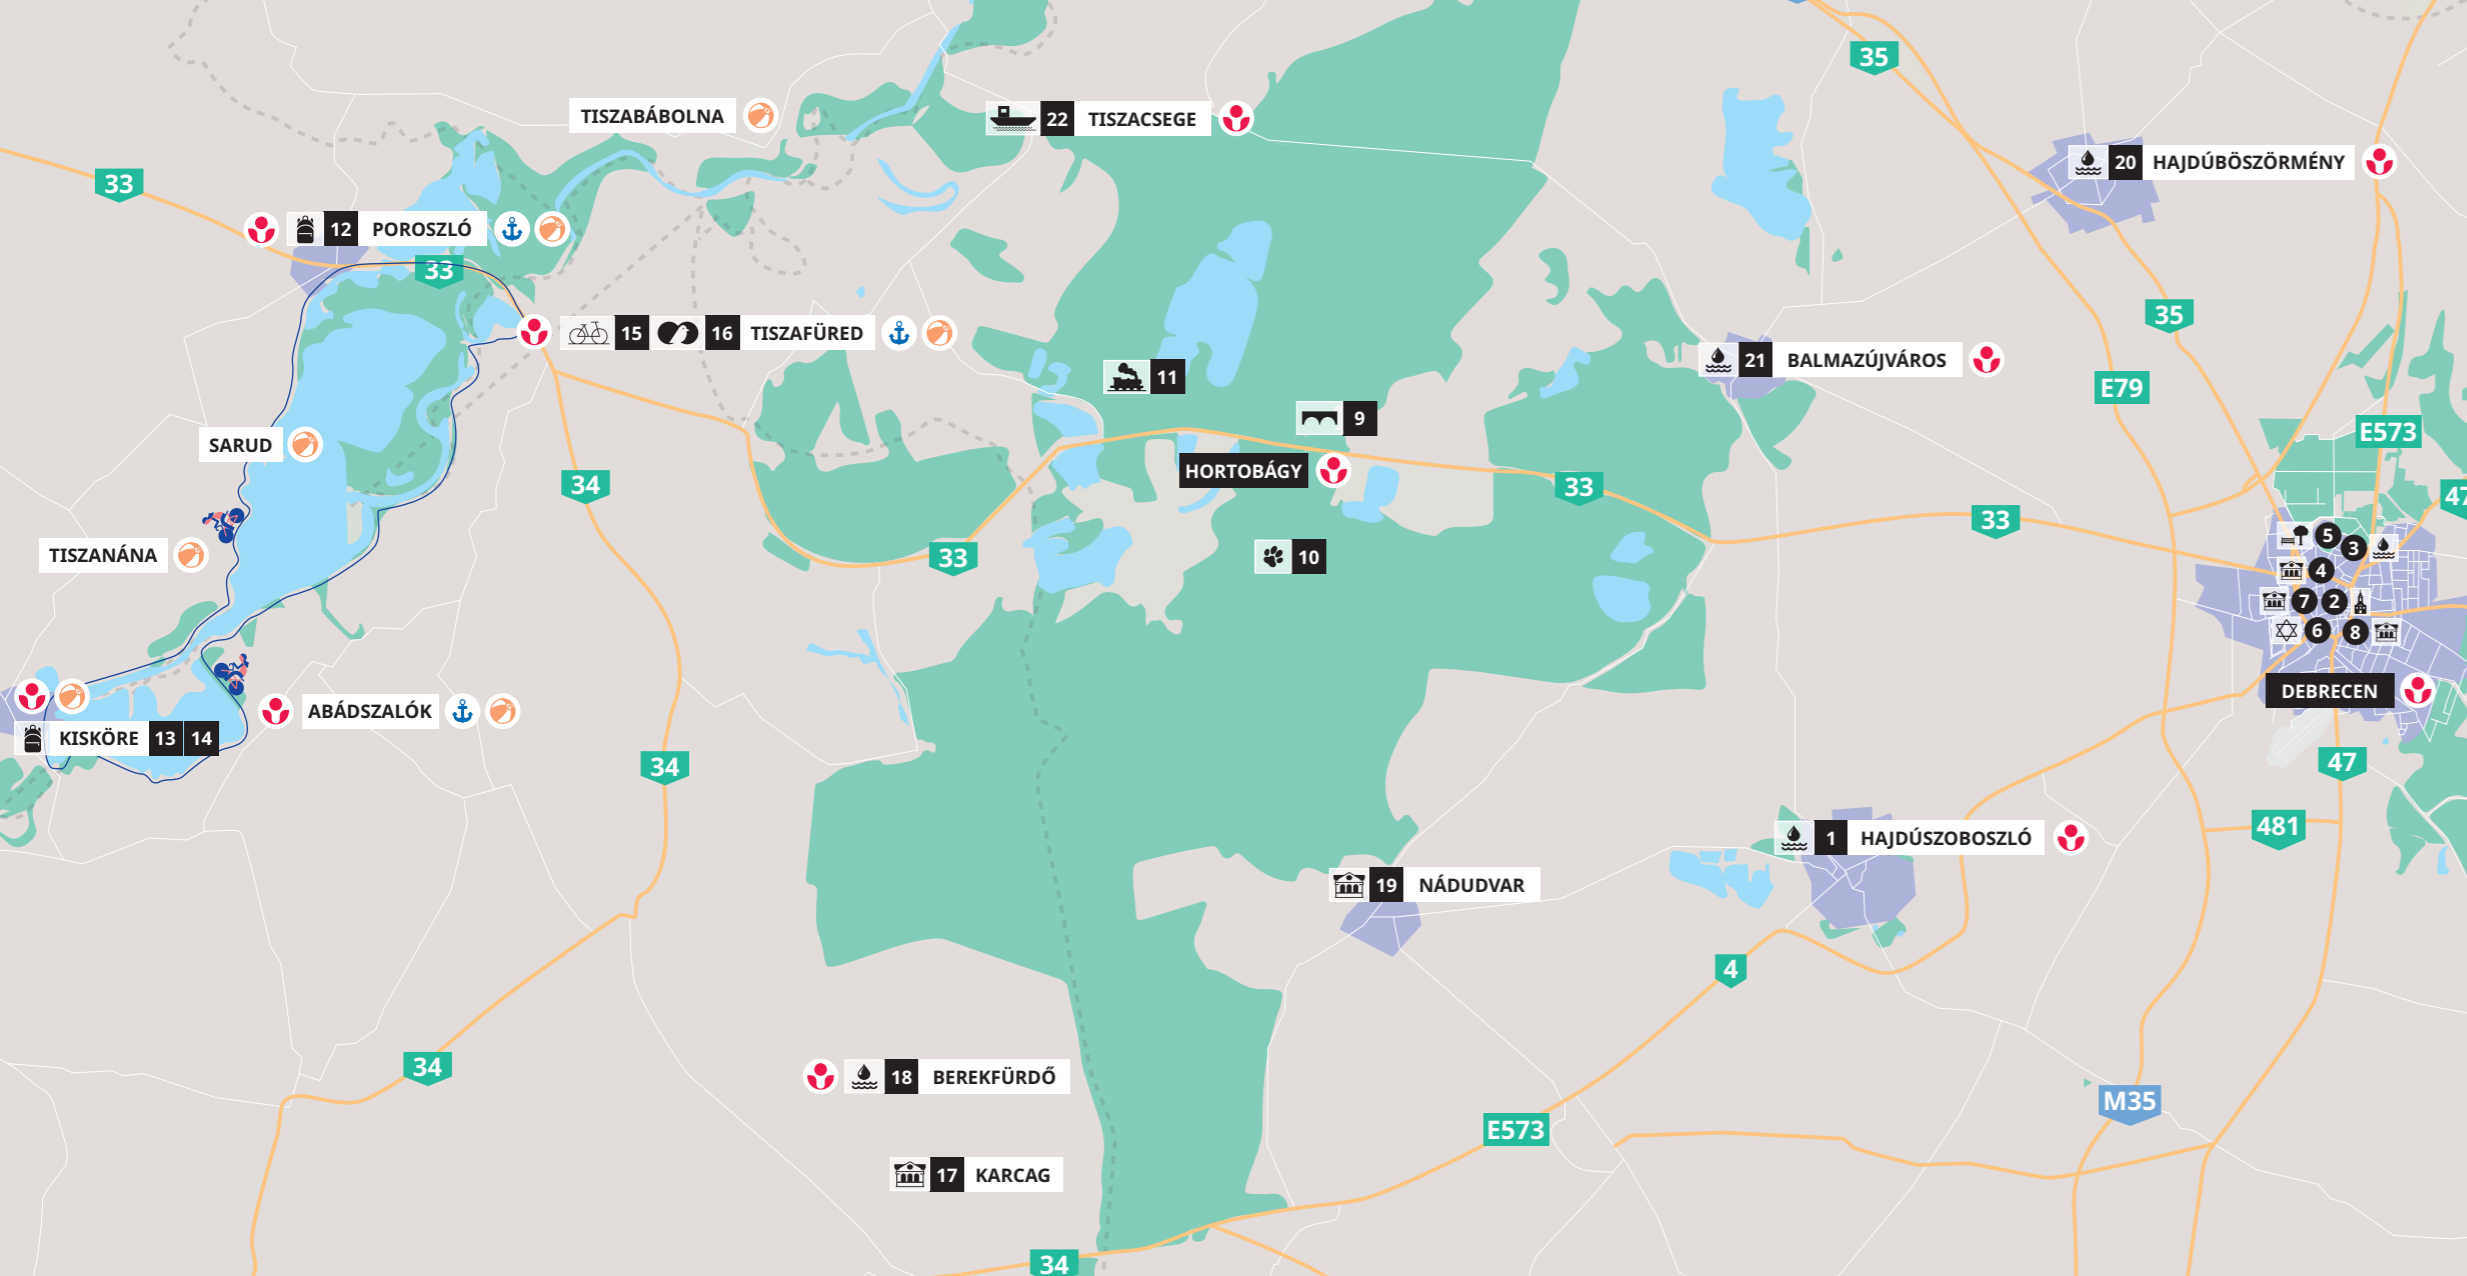 35
TISZABÁBOLNA
22 TISZACSEGE
20 HAJDÚBÖSZÖRMÉNY
33
12 POROSZLÓ
33
35
15 16 TISZAFÜRED
21 BALMAZÚJVÁROS
11
E79
9
E573
SARUD
HORTOBÁGY
34
33
47
33
TISZANÁNA
33
10
5
3
4
7 2
6 8
DEBRECEN
ABÁDSZALÓK
KISKÖRE 13 14
34
47
481
1 HAJDÚSZOBOSZLÓ
19 NÁDUDVAR
4
34
18 BEREKFÜRDŐ
M35
E573
17 KARCAG
34